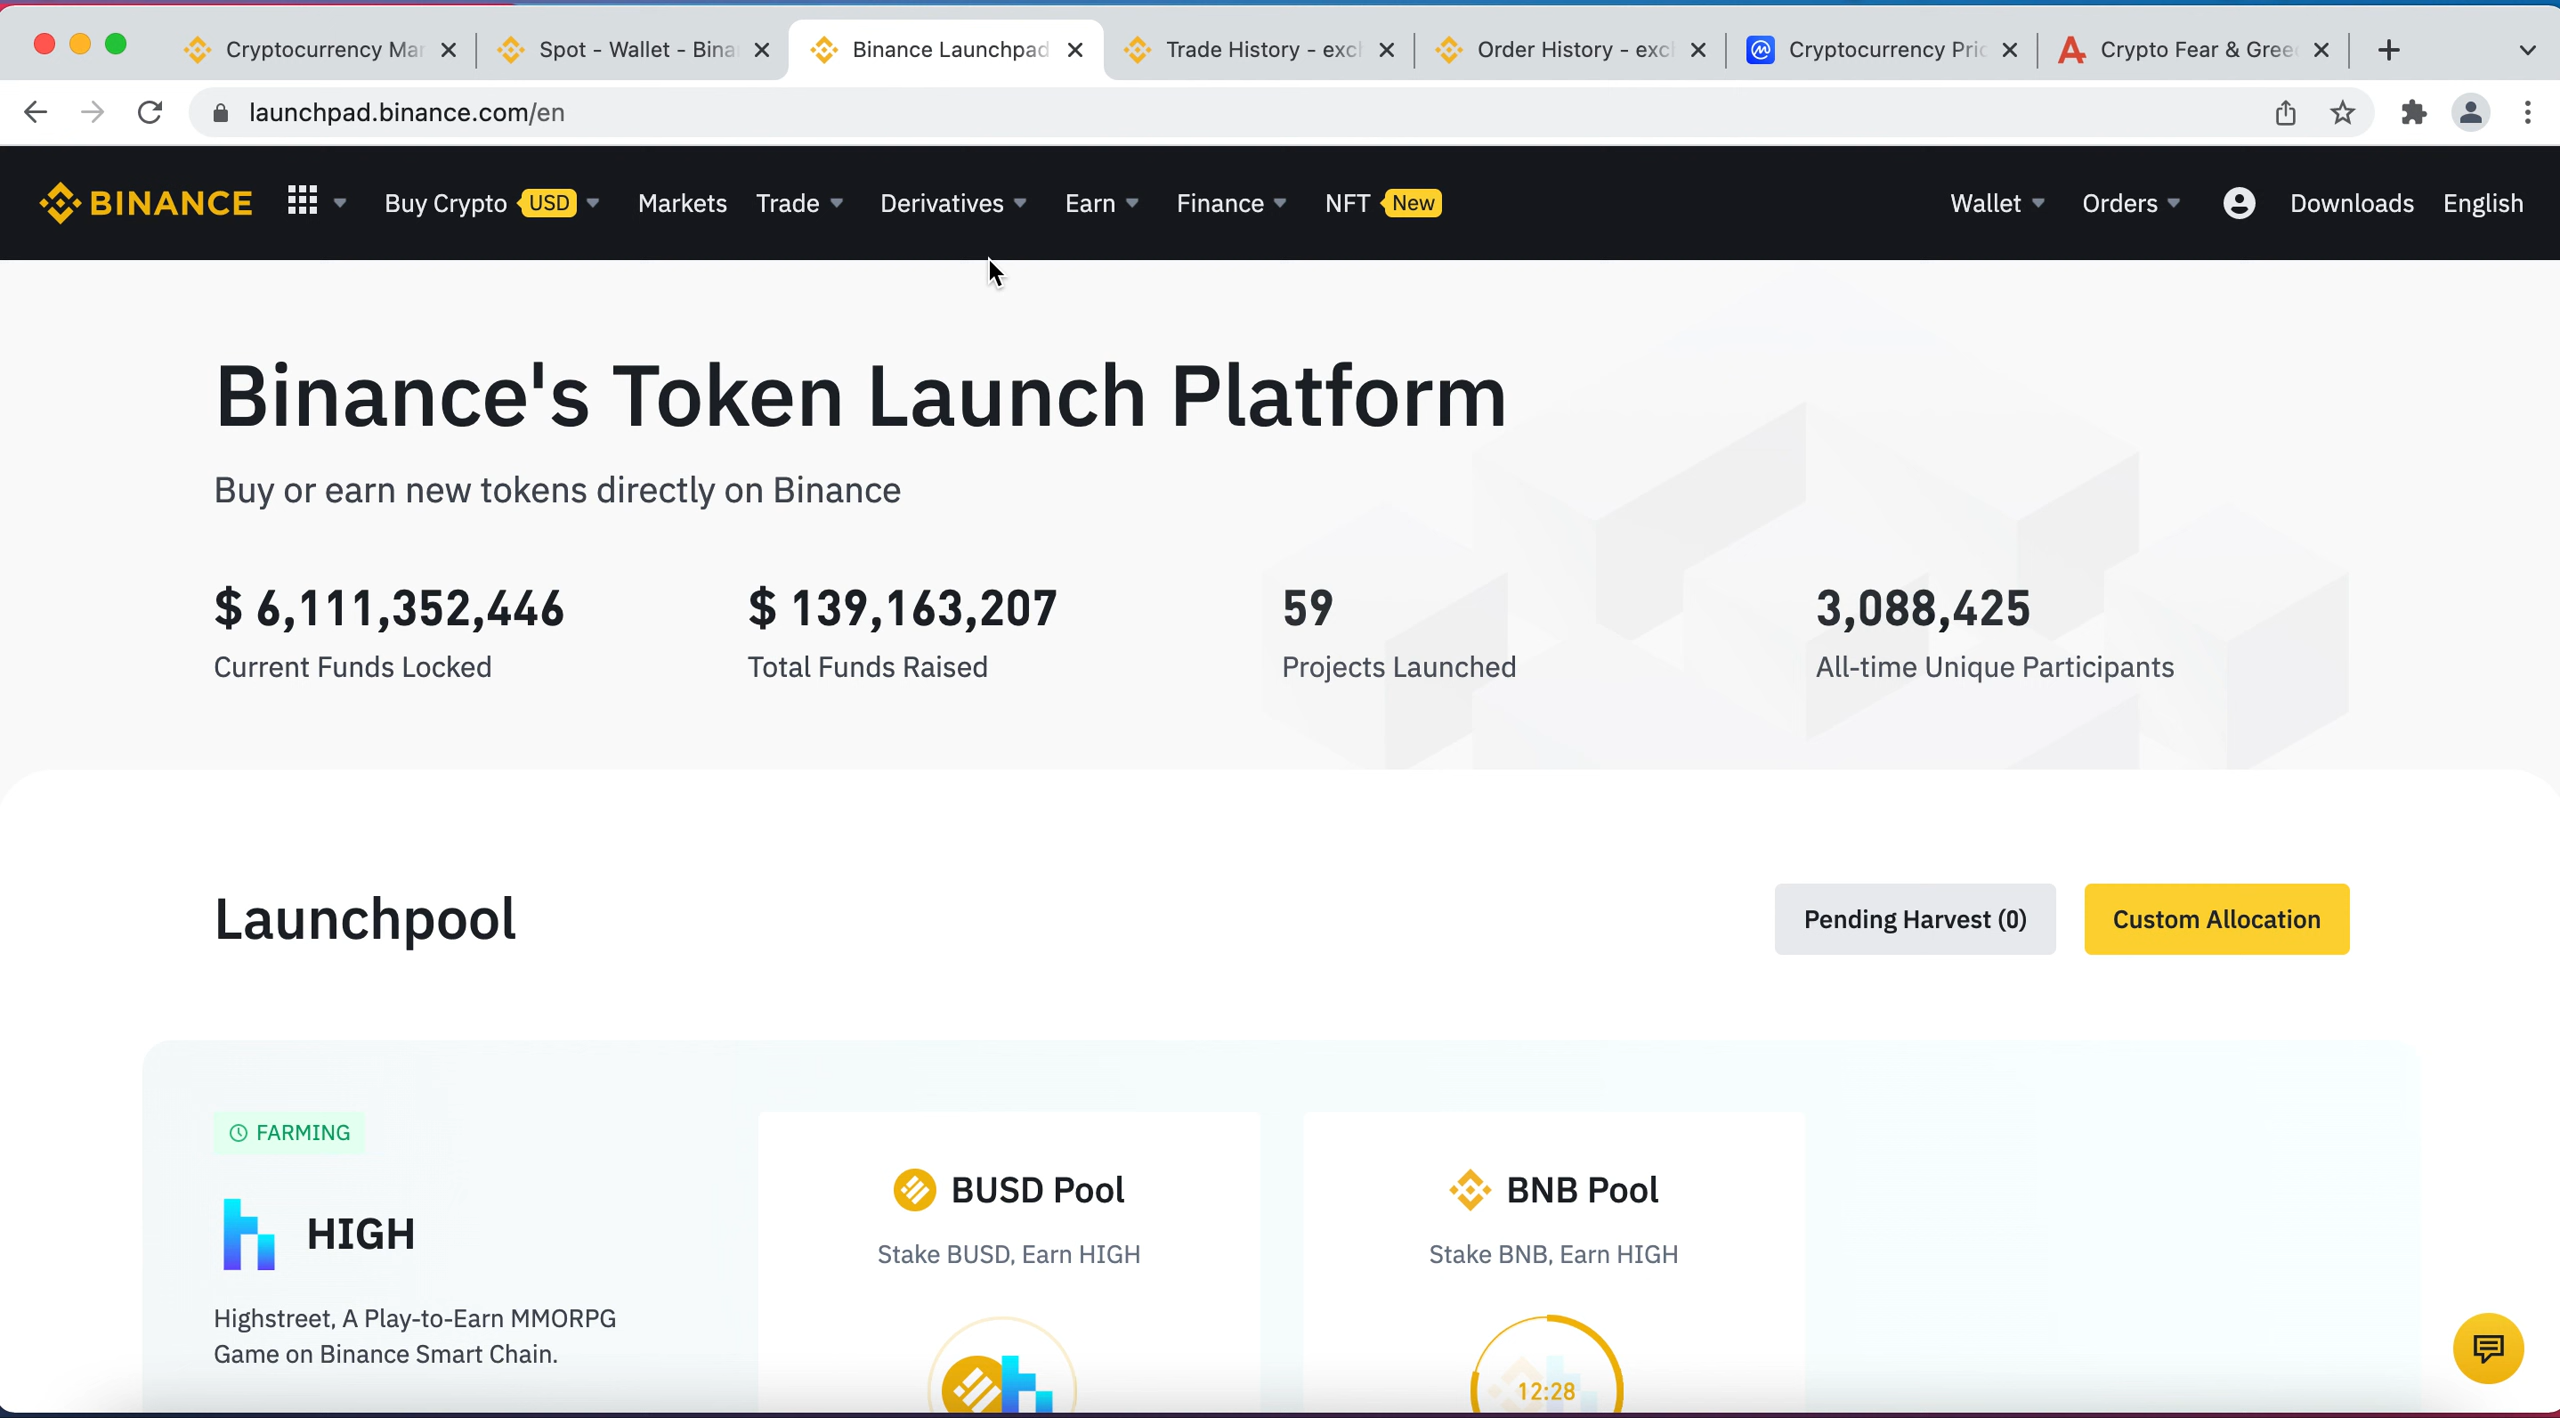 Cryptocurrency Mar
Spot - Wallet - Bina
Binance Launchpad
Trade History - exch
Order History - exc
Cryptocurrency Pric
Crypto Fear & Gree
launchpad.binance.com/en
BINANCE
Buy Crypto USD
Markets
Trade
Derivatives
Earn
Finance
NFT New
Wallet
Orders
Downloads
English
Binance's Token Launch Platform
Buy or earn new tokens directly on Binance
$ 6,111,352,446
Current Funds Locked
$ 139,163,207
Total Funds Raised
59
Projects Launched
3,088,425
All-time Unique Participants
Launchpool
Pending Harvest (0)
Custom Allocation
FARMING
HIGH
Highstreet, A Play-to-Earn MMORPG
Game on Binance Smart Chain.
BUSD Pool
Stake BUSD, Earn HIGH
BNB Pool
Stake BNB, Earn HIGH
12:28